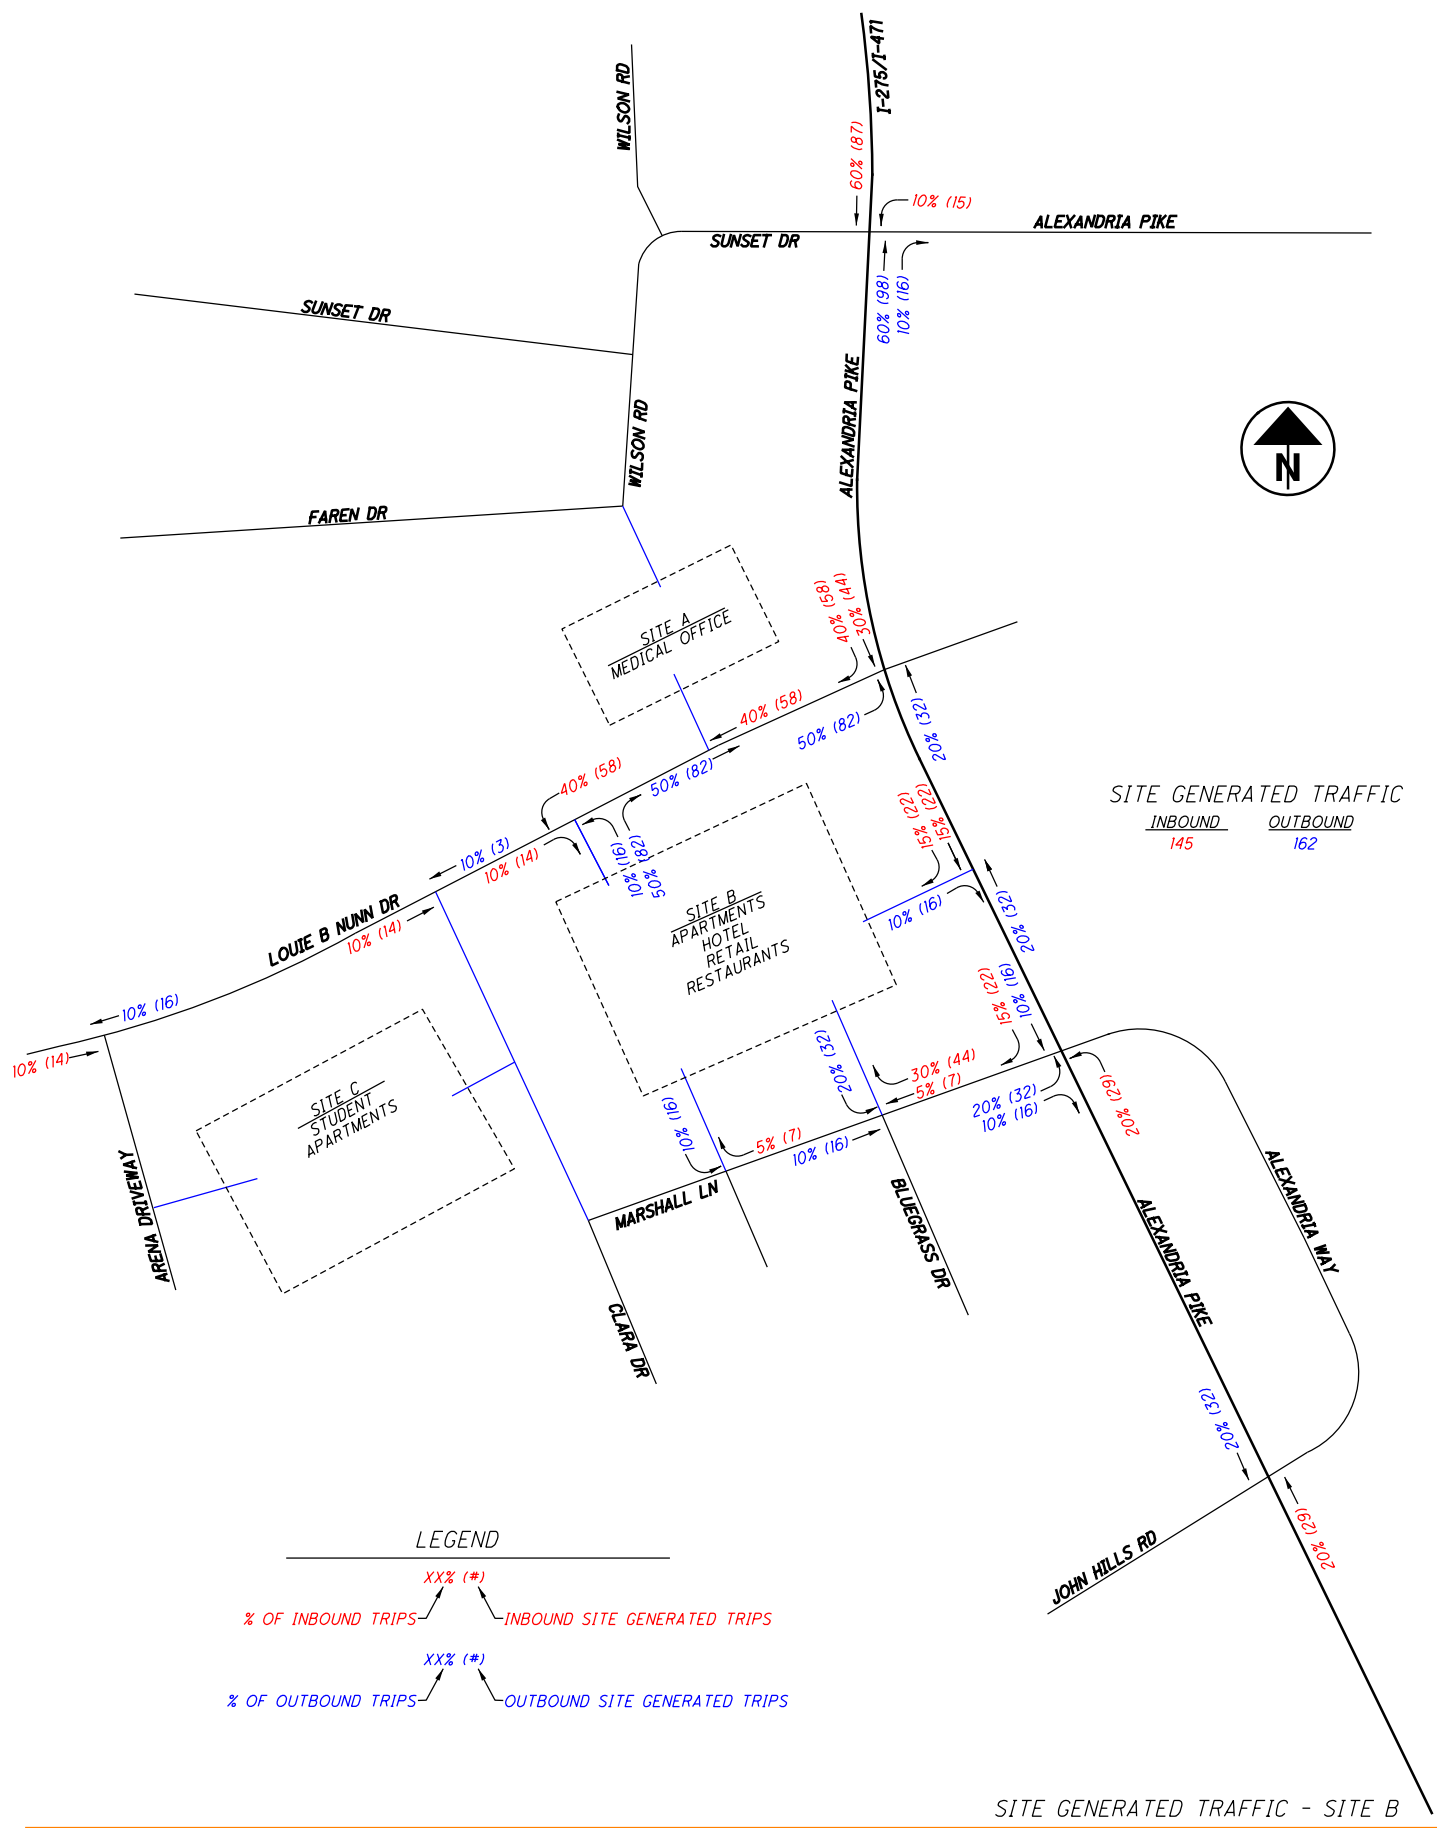 I-275/I-471
WILSON RD
60% (87)
10% (15)
ALEXANDRIA PIKE
SUNSET DR
60% (98)
10% (16)
SUNSET DR
ALEXANDRIA PIKE
WILSON RD
N
FAREN DR
40% (58)
30% (44)
SITE A
MEDICAL OFFICE
40% (58)
50% (82)
20% (32)
40% (58)
50% (82)
SITE GENERATED TRAFFIC
INBOUND OUTBOUND
145 162
15% (22)
15% (22)
10% (3)
10% (14)
10% (16)
50% (82)
SITE B
APARTMENTS
HOTEL
RETAIL
RESTAURANTS
10% (16)
20% (32)
LOUIE B NUNN DR
10% (14)
10% (16)
10% (14)
15% (22)
10% (16)
20% (32)
30% (44)
5% (7)
20% (32)
10% (16)
20% (29)
SITE C
STUDENT
APARTMENTS
10% (16)
5% (7)
10% (16)
MARSHALL LN
ARENA DRIVEWAY
BLUEGRASS DR
ALEXANDRIA PIKE
ALEXANDRIA WAY
CLARA DR
20% (32)
20% (29)
JOHN HILLS RD
LEGEND
XX% (#)
% OF INBOUND TRIPS INBOUND SITE GENERATED TRIPS
XX% (#)
% OF OUTBOUND TRIPS OUTBOUND SITE GENERATED TRIPS
SITE GENERATED TRAFFIC - SITE B